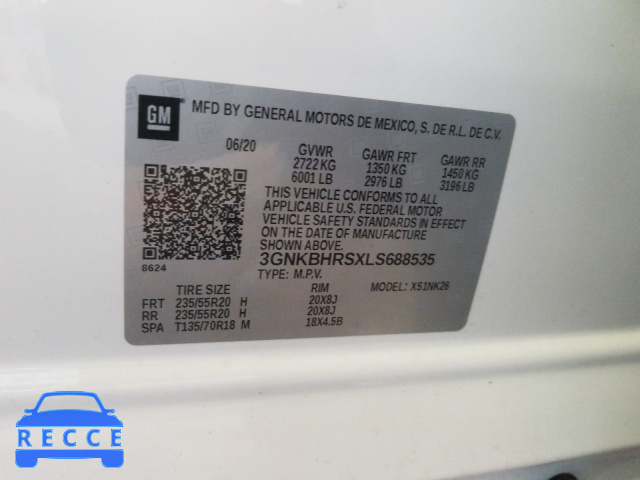 GM
MFD BY GENERAL MOTORS DE MEXICO, S. DE R.L. DE C.V.
06/20 GVWR GAWR FRT GAWR RR
2722 KG 1350 KG 1450 KG
6001 LB 2976 LB 3196 LB
THIS VEHICLE CONFORMS TO ALL
APPLICABLE U.S. FEDERAL MOTOR
VEHICLE SAFETY STANDARDS IN EFFECT
ON THE DATE OF MANUFACTURE
SHOWN ABOVE.
8624
3GNKBHRSXLS688535
TYPE: M.P.V. MODEL: X51NK26
TIRE SIZE RIM
FRT 235/55R20 H 20X8J
RR 235/55R20 H 20X8J
SPA T135/70R18 M 18X4.5B
RECCE